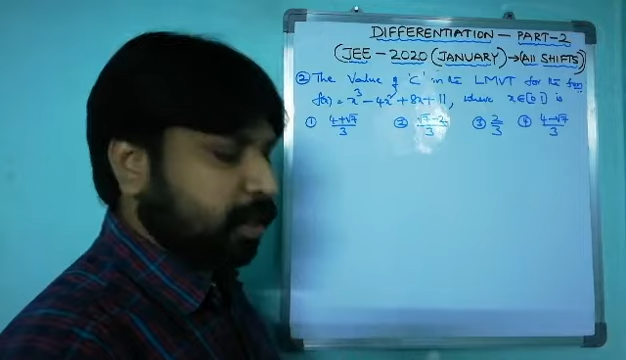 DIFFERENTIATION — PART-2
(JEE - 2020 (JANUARY) → (All SHIFTS)
② The Value of 'C' in the LMVT for the fun
f(x) = x³ - 4x² + 8x + 11, where x ∈ [0 1] is
① 4+√7/3 ② √7-2/3 ③ 2/3 ④ 4-√7/3